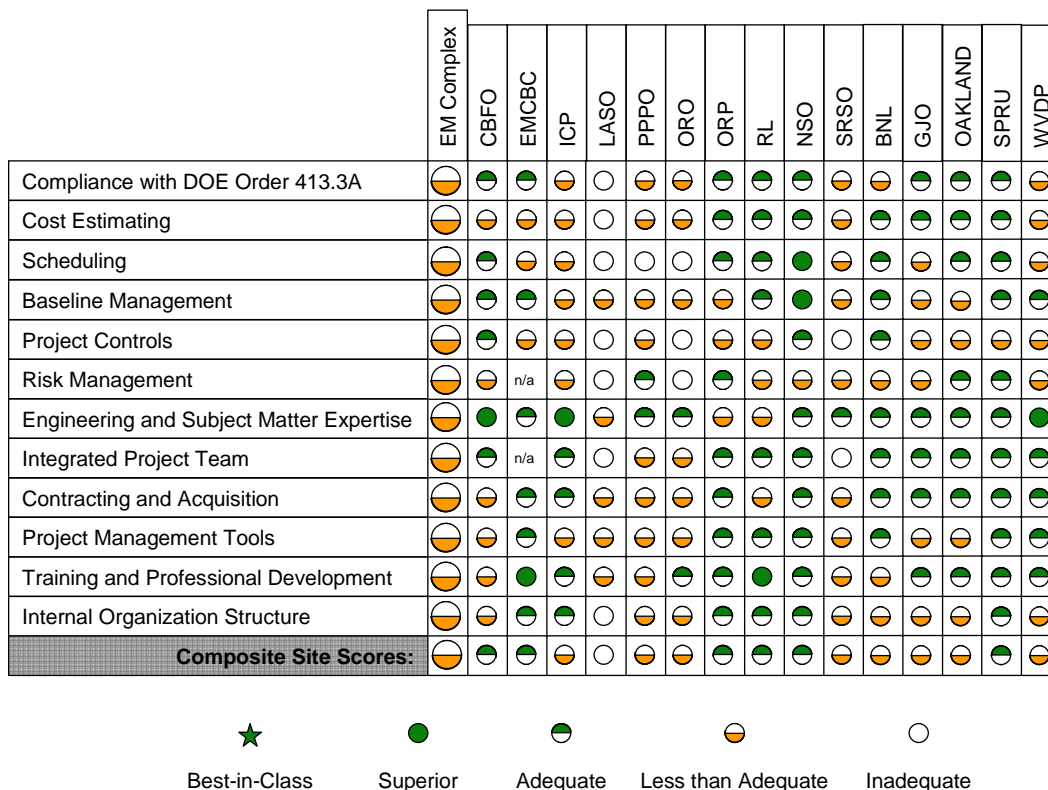 EM Complex
CBFO
EMCBC
ICP
LASO
PPPO
ORO
ORP
RL
NSO
SRSO
BNL
GJO
OAKLAND
SPRU
WVDP
Compliance with DOE Order 413.3A
Cost Estimating
Scheduling
Baseline Management
Project Controls
Risk Management
n/a
Engineering and Subject Matter Expertise
Integrated Project Team
n/a
Contracting and Acquisition
Project Management Tools
Training and Professional Development
Internal Organization Structure
Composite Site Scores:
Best-in-Class Superior Adequate Less than Adequate Inadequate